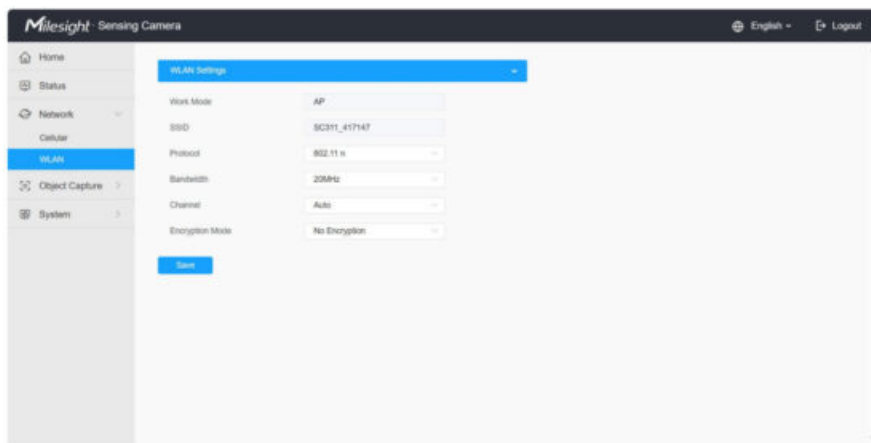 Milesight · Sensing Camera
English
Logout
Home
Status
Network
Cellular
WLAN
Object Capture
System
WLAN Settings
Work Mode AP
SSID SC311_417147
Protocol 802.11 n
Bandwidth 20MHz
Channel Auto
Encryption Mode No Encryption
Save